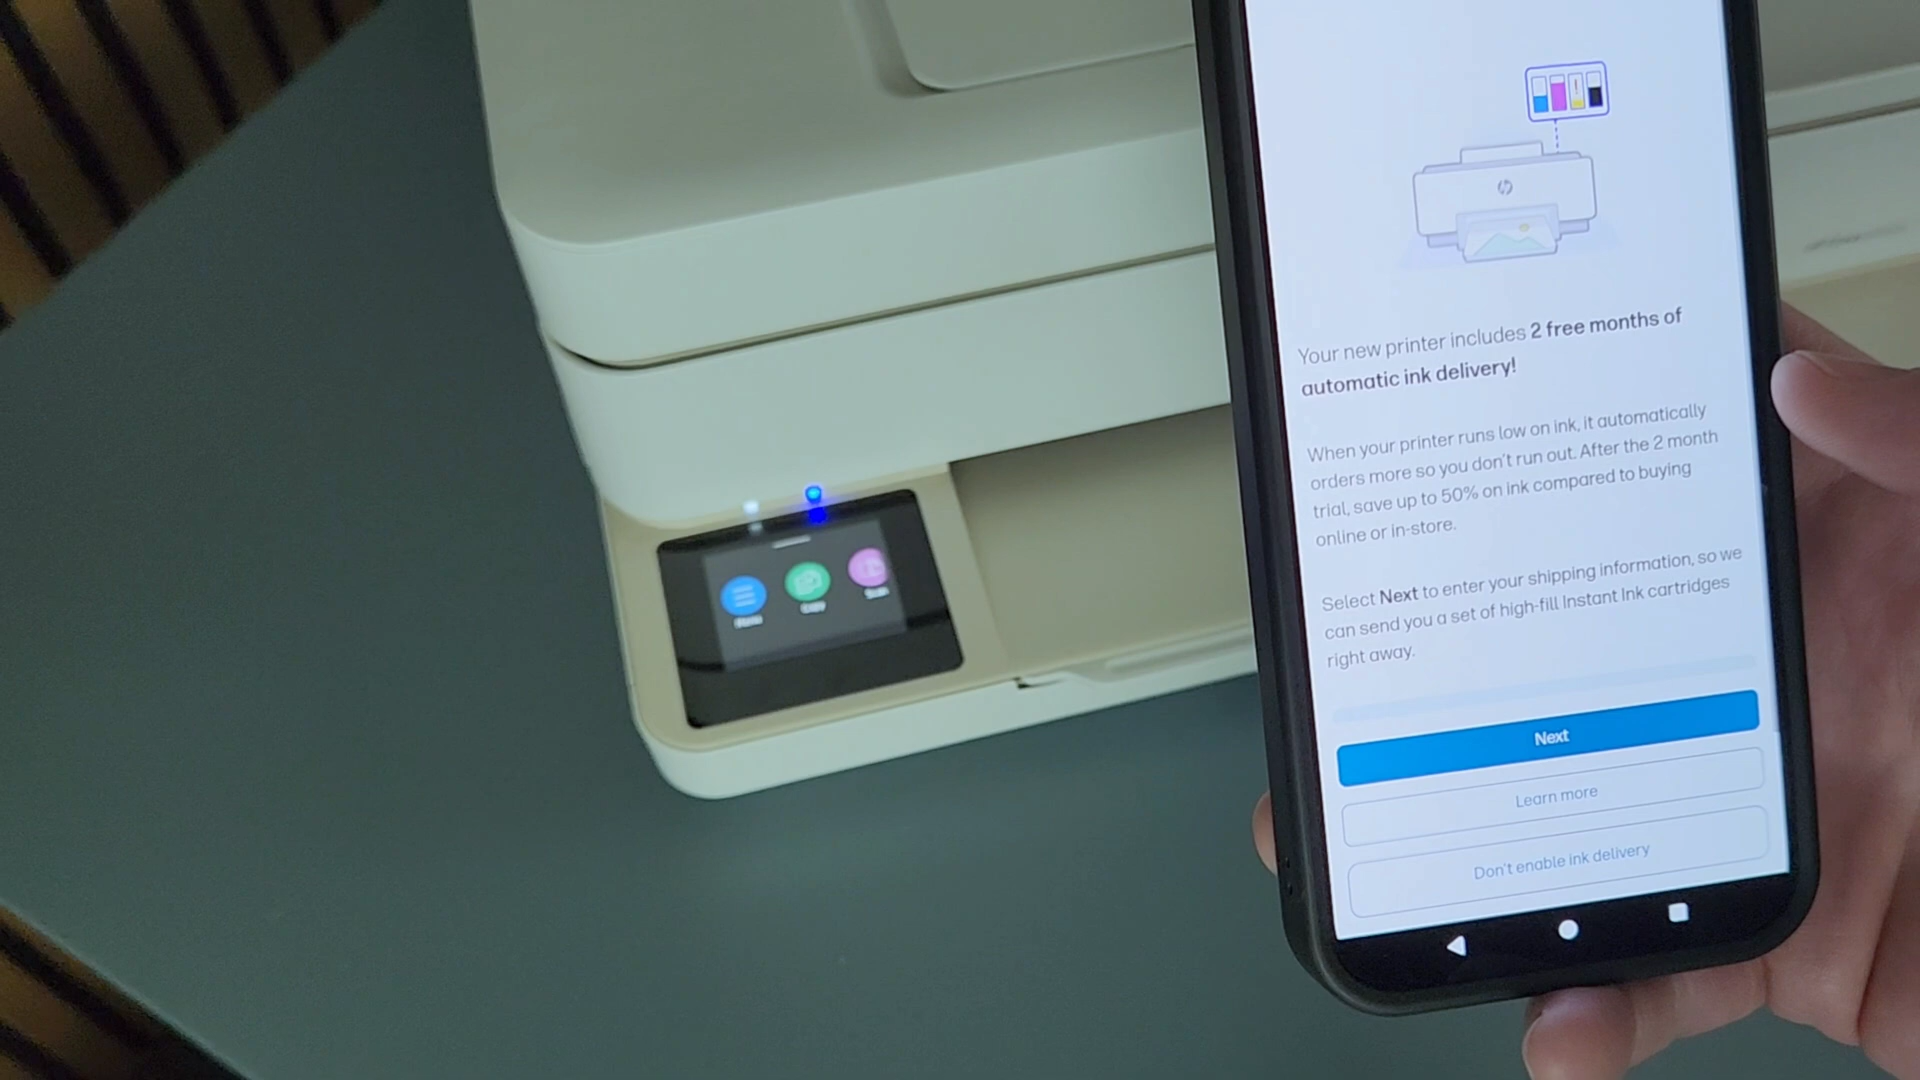 Your new printer includes 2 free months of
automatic ink delivery!
When your printer runs low on ink, it automatically
orders more so you don't run out. After the 2 month
trial, save up to 50% on ink compared to buying
online or in-store.
Select Next to enter your shipping information, so we
can send you a set of high-fill Instant Ink cartridges
right away.
Next
Learn more
Don't enable ink delivery
hp
Copy
Scan